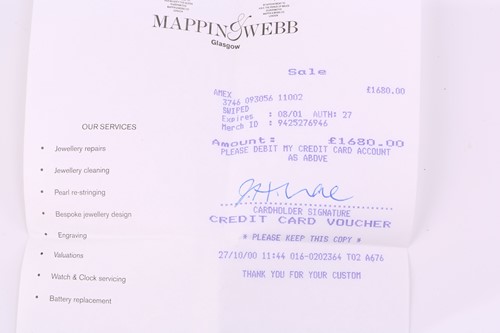 MAPPIN & WEBB
Glasgow
Sale
AMEX £1680.00
3746 093056 11002
SWIPED
Expires : 08/01 AUTH: 27
Merch ID : 9425276946
Amount: £1680.00
PLEASE DEBIT MY CREDIT CARD ACCOUNT
AS ABOVE
CARDHOLDER SIGNATURE
CREDIT CARD VOUCHER
* PLEASE KEEP THIS COPY *
27/10/00 11:44 016-0202364 T02 A676
THANK YOU FOR YOUR CUSTOM
OUR SERVICES
• Jewellery repairs
• Jewellery cleaning
• Pearl re-stringing
• Bespoke jewellery design
• Engraving
• Valuations
• Watch & Clock servicing
• Battery replacement